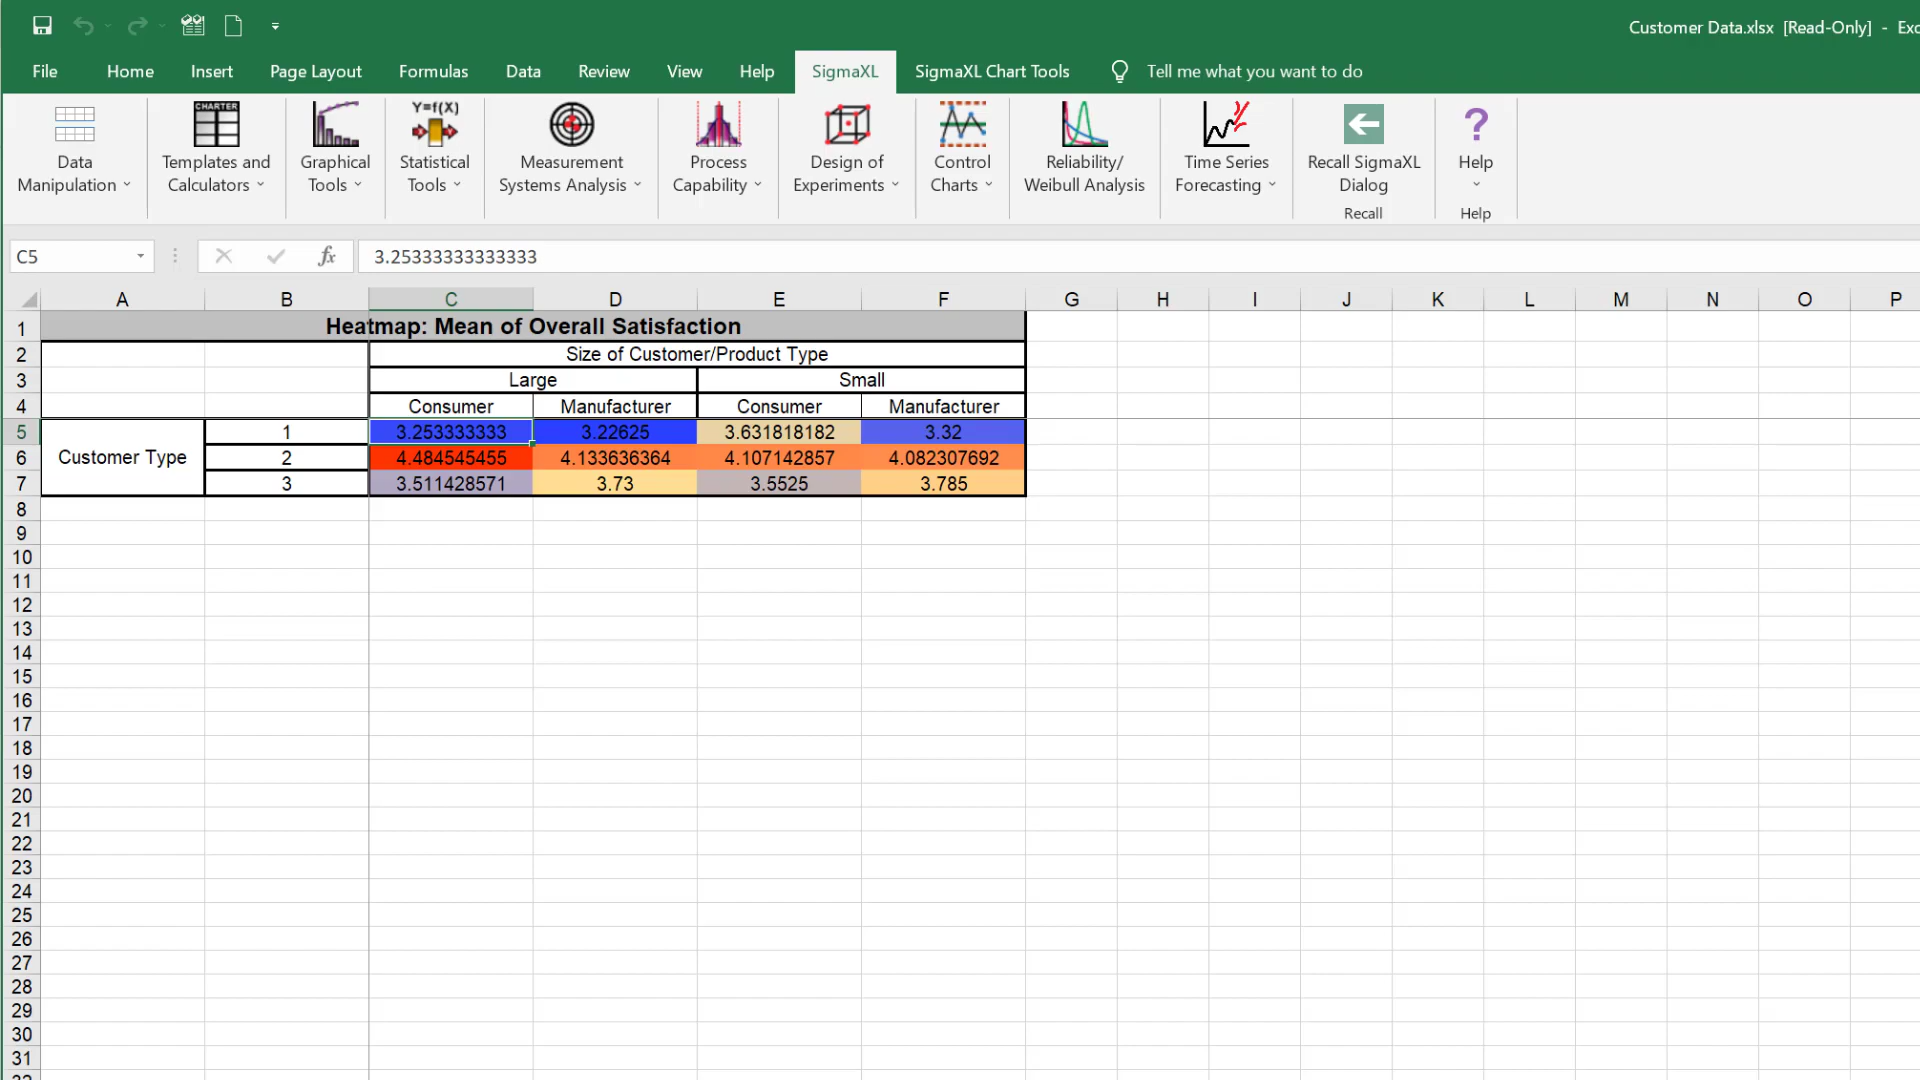 Customer Data.xlsx [Read-Only] - Exc
File Home Insert Page Layout Formulas Data Review View Help SigmaXL SigmaXL Chart Tools Tell me what you want to do
CHARTER Y=f(X)
Data Manipulation
Templates and Calculators
Graphical Tools
Statistical Tools
Measurement Systems Analysis
Process Capability
Design of Experiments
Control Charts
Reliability/ Weibull Analysis
Time Series Forecasting
Recall SigmaXL Dialog
Help
Recall Help
C5 fx 3.25333333333333
A B C D E F G H I J K L M N O P
1 Heatmap: Mean of Overall Satisfaction
2 Size of Customer/Product Type
3 Large Small
4 Consumer Manufacturer Consumer Manufacturer
5 1 3.253333333 3.22625 3.631818182 3.32
6 Customer Type 2 4.484545455 4.133636364 4.107142857 4.082307692
7 3 3.511428571 3.73 3.5525 3.785
8
9
10
11
12
13
14
15
16
17
18
19
20
21
22
23
24
25
26
27
28
29
30
31
32